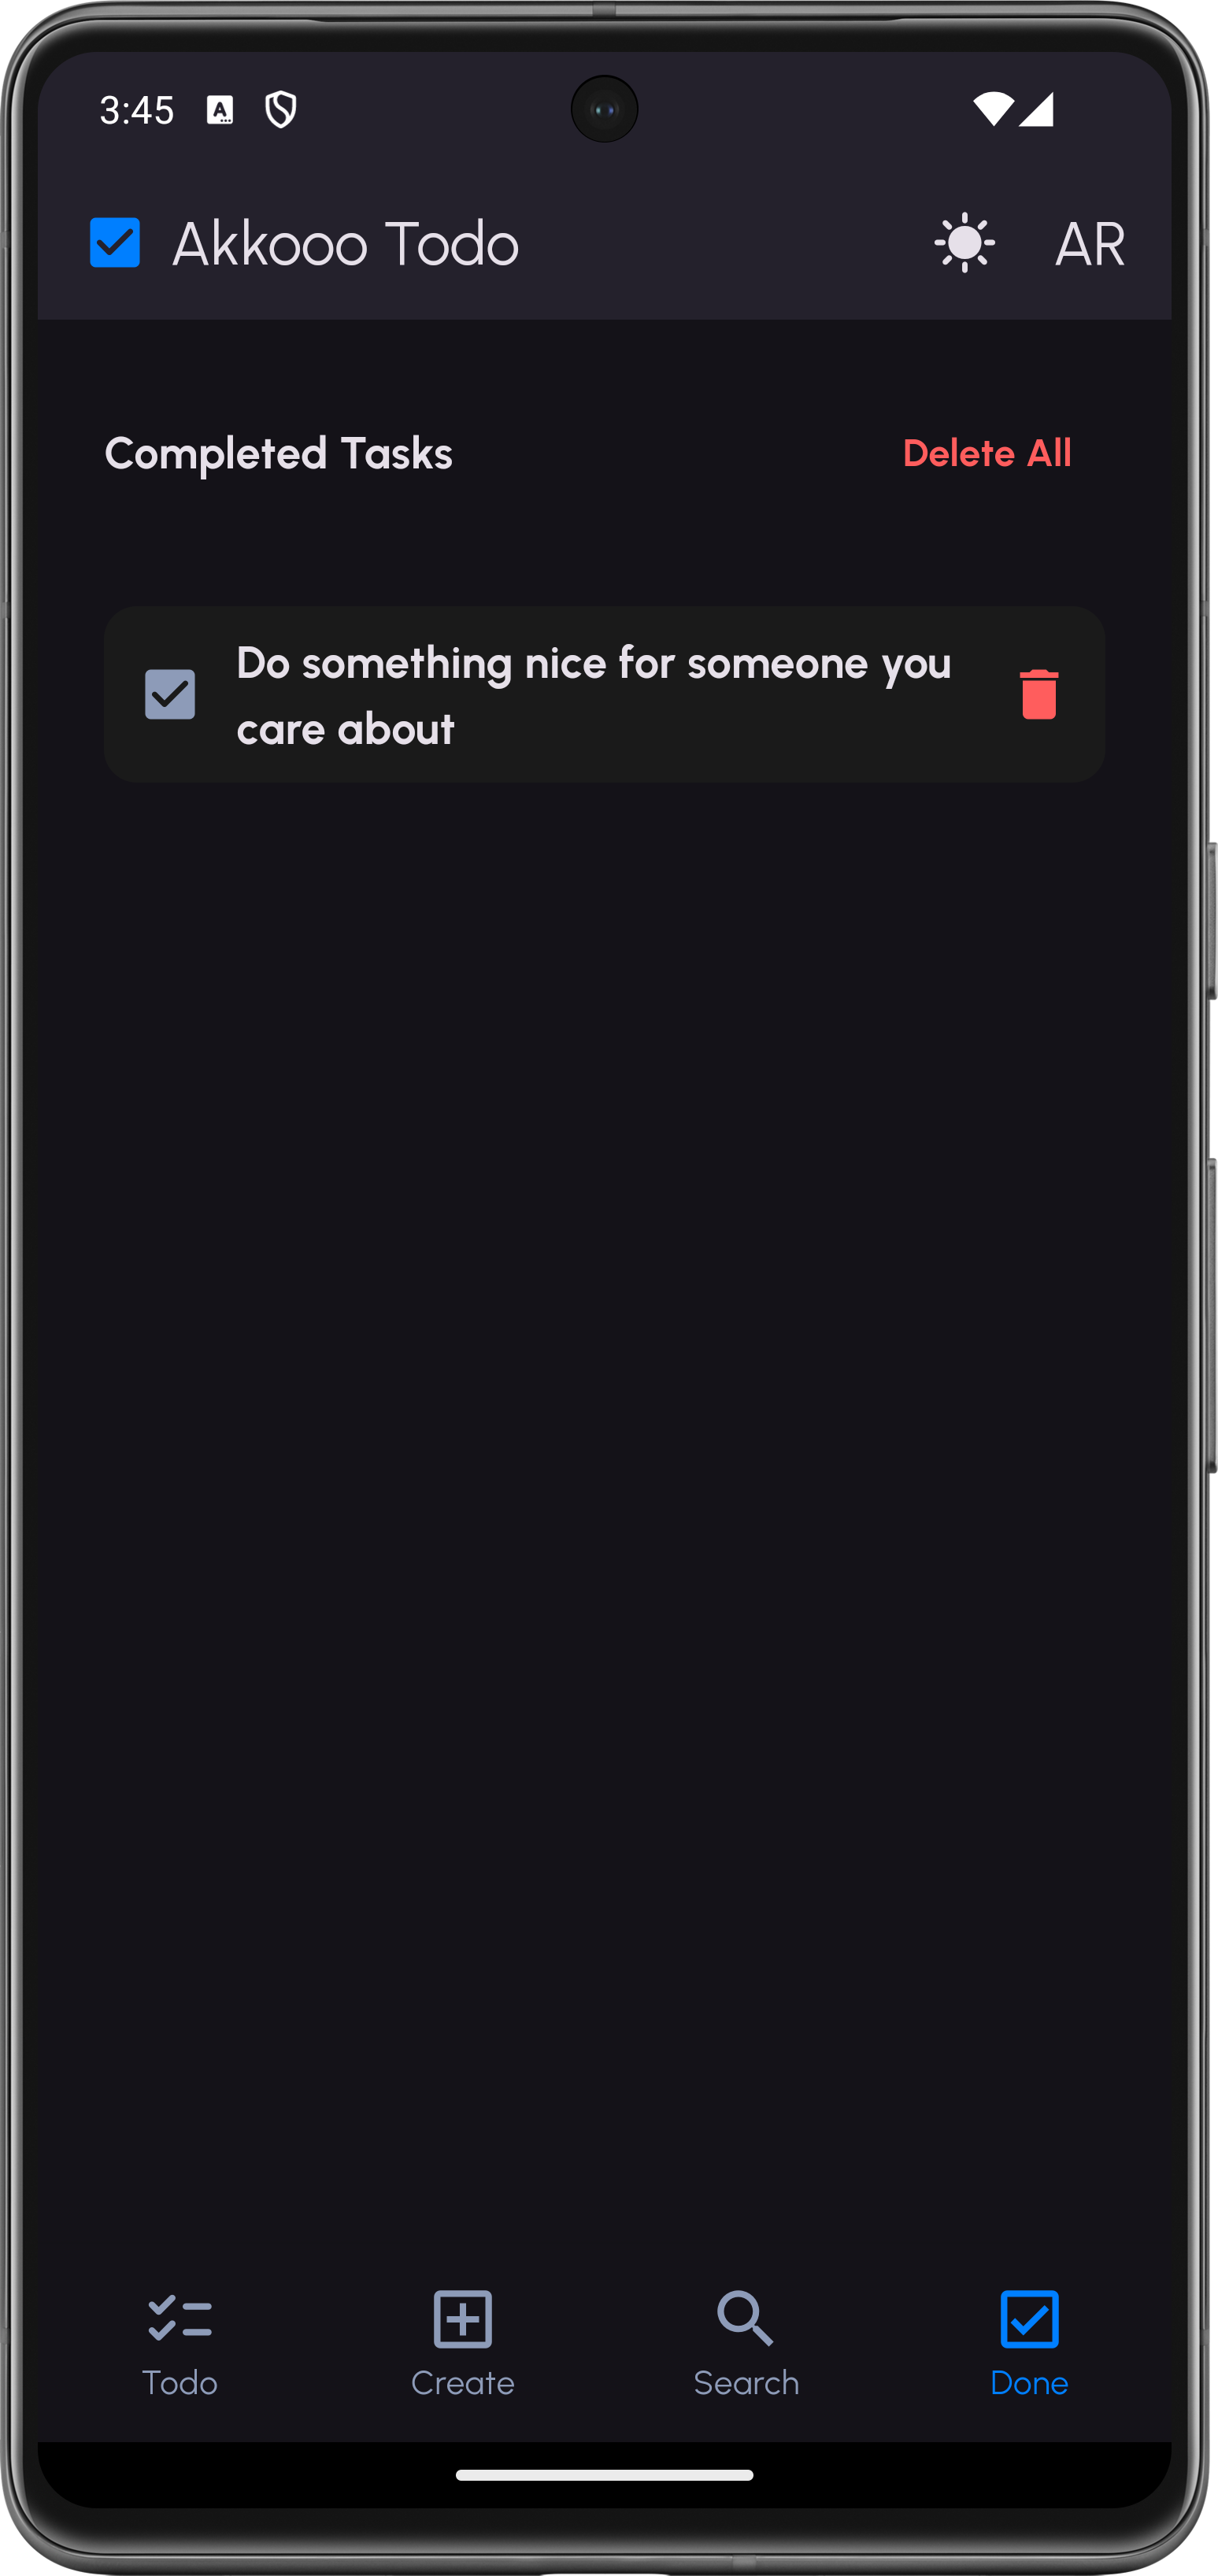 3:45
Akkooo Todo
AR
Completed Tasks
Delete All
Do something nice for someone you
care about
Todo
Create
Search
Done